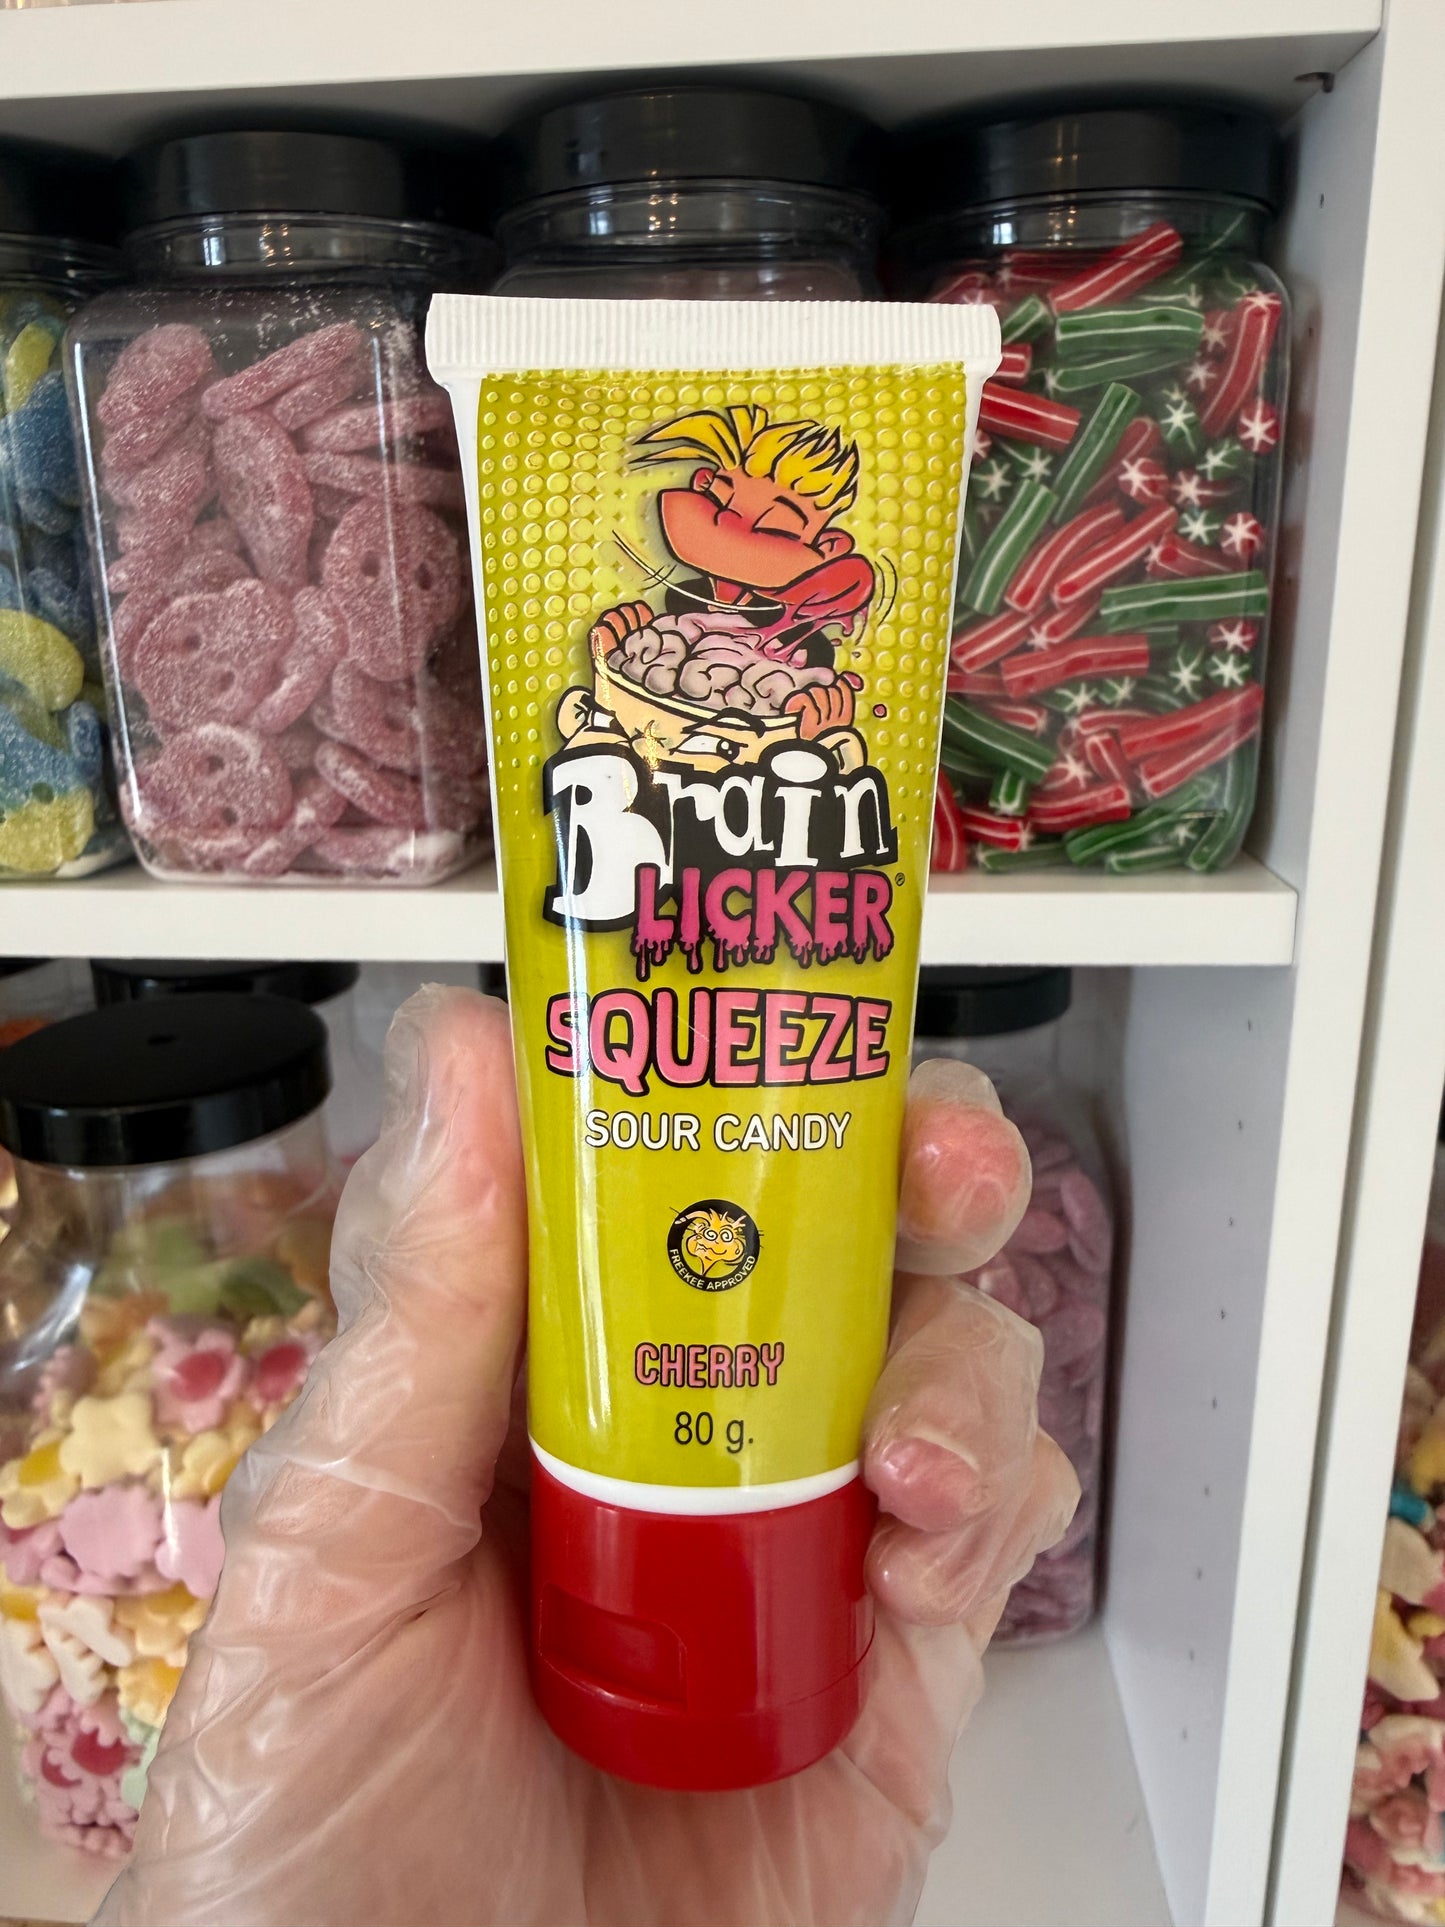 Brain
LICKER®
SQUEEZE
SOUR CANDY
FREEKEE APPROVED
CHERRY
80 g.